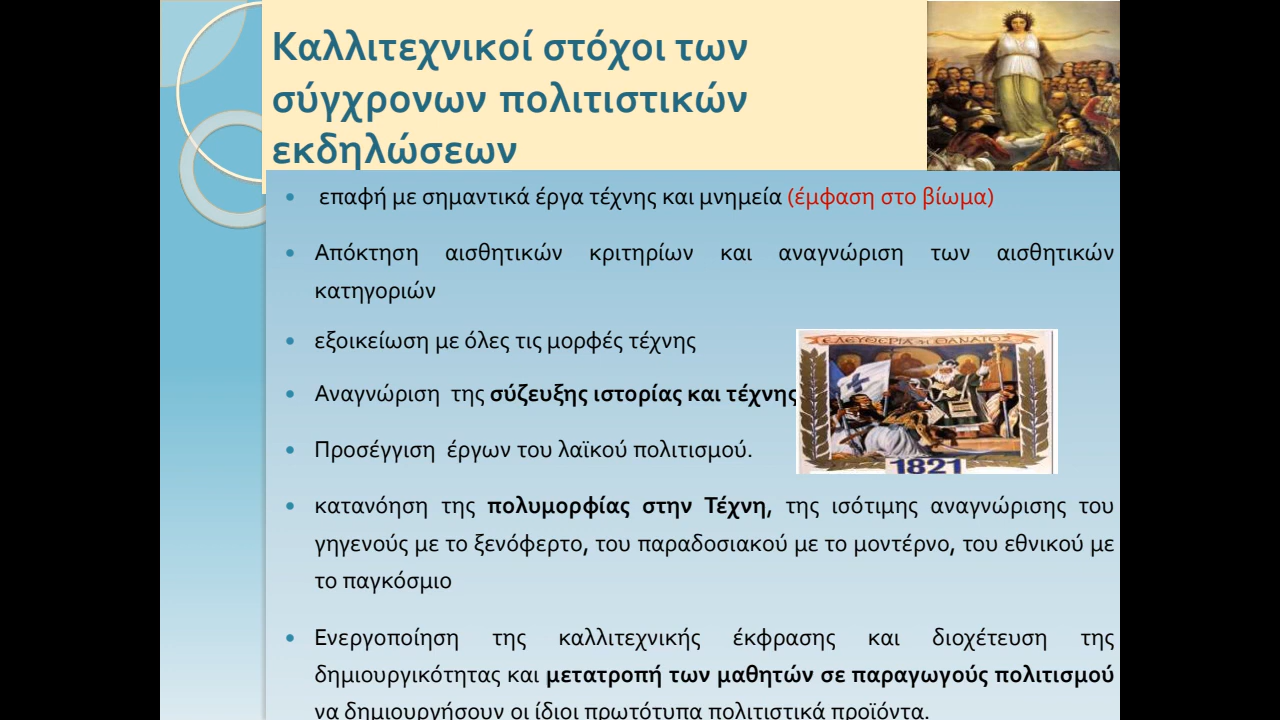 Καλλιτεχνικοί στόχοι των
σύγχρονων πολιτιστικών
εκδηλώσεων
• επαφή με σημαντικά έργα τέχνης και μνημεία (έμφαση στο βίωμα)
• Απόκτηση αισθητικών κριτηρίων και αναγνώριση των αισθητικών
κατηγοριών
• εξοικείωση με όλες τις μορφές τέχνης
ΕΛΕΥΘΕΡΙΑ ή ΘΑΝΑΤΟΣ
• Αναγνώριση της σύζευξης ιστορίας και τέχνης
• Προσέγγιση έργων του λαϊκού πολιτισμού.
1821
• κατανόηση της πολυμορφίας στην Τέχνη, της ισότιμης αναγνώρισης του
γηγενούς με το ξενόφερτο, του παραδοσιακού με το μοντέρνο, του εθνικού με
το παγκόσμιο
• Ενεργοποίηση της καλλιτεχνικής έκφρασης και διοχέτευση της
δημιουργικότητας και μετατροπή των μαθητών σε παραγωγούς πολιτισμού
να δημιουργήσουν οι ίδιοι πρωτότυπα πολιτιστικά προϊόντα.